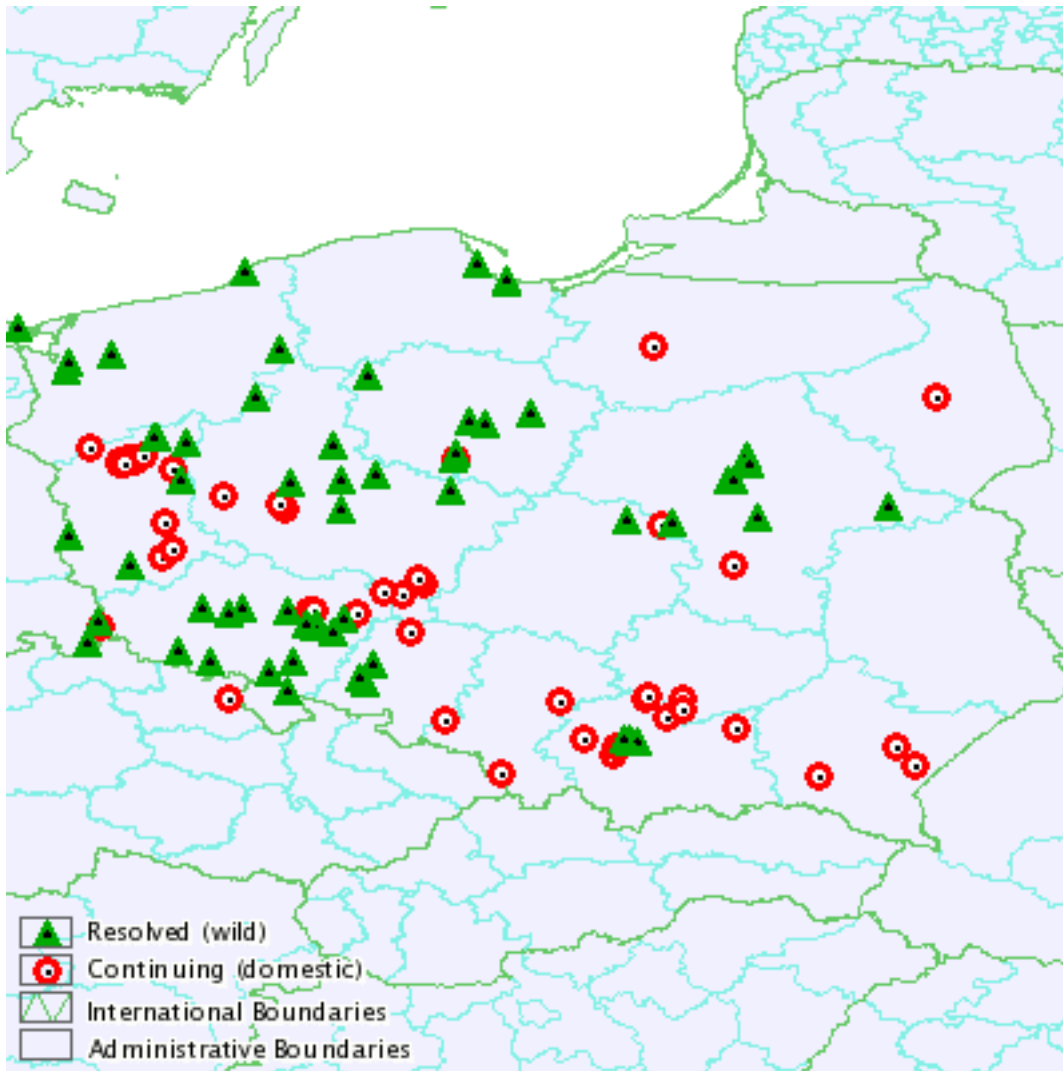 Resolved (wild)
Continuing (domestic)
International Boundaries
Administrative Boundaries